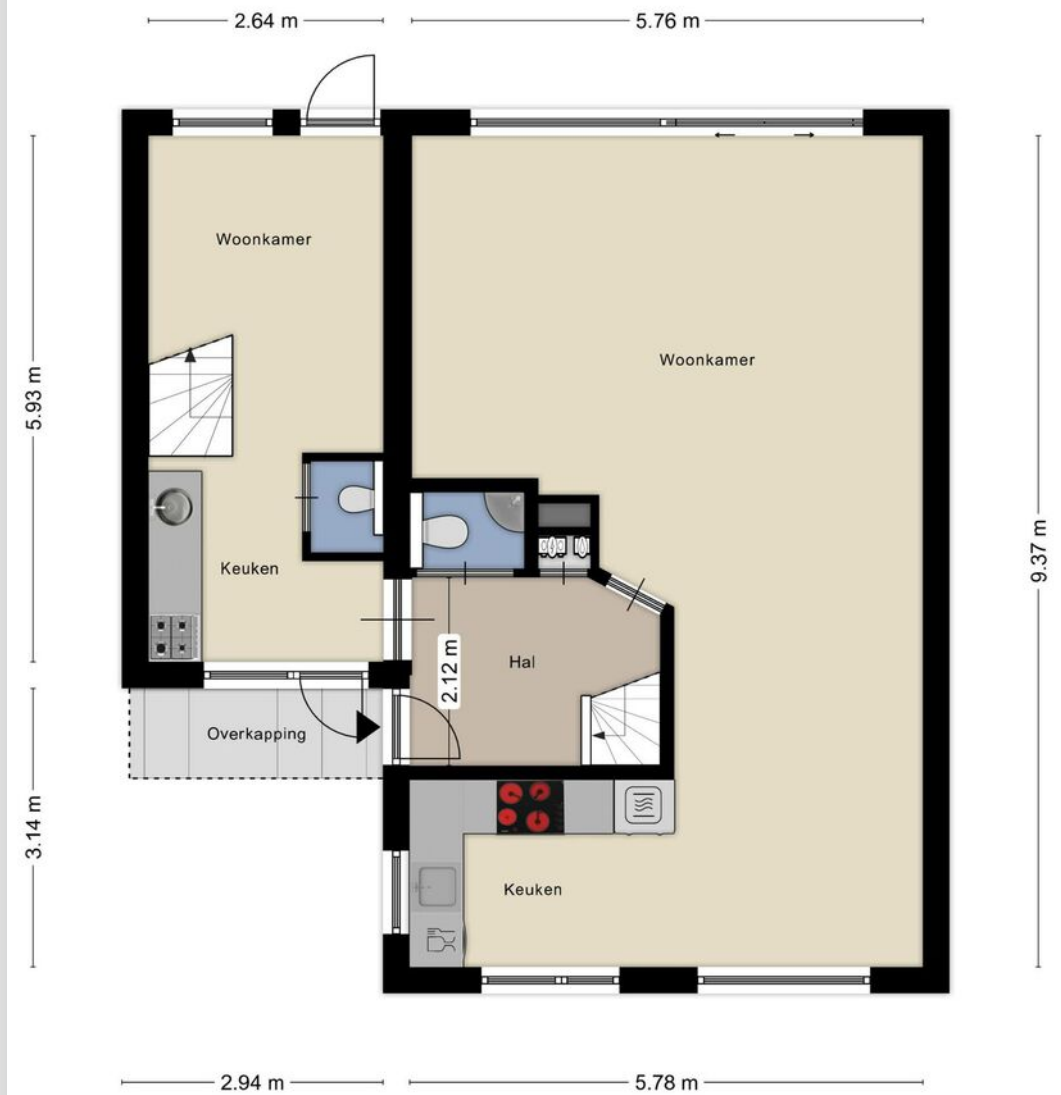 2.64 m
5.76 m
Woonkamer
Woonkamer
5.93 m
9.37 m
Keuken
Hal
2.12 m
Overkapping
3.14 m
Keuken
2.94 m
5.78 m